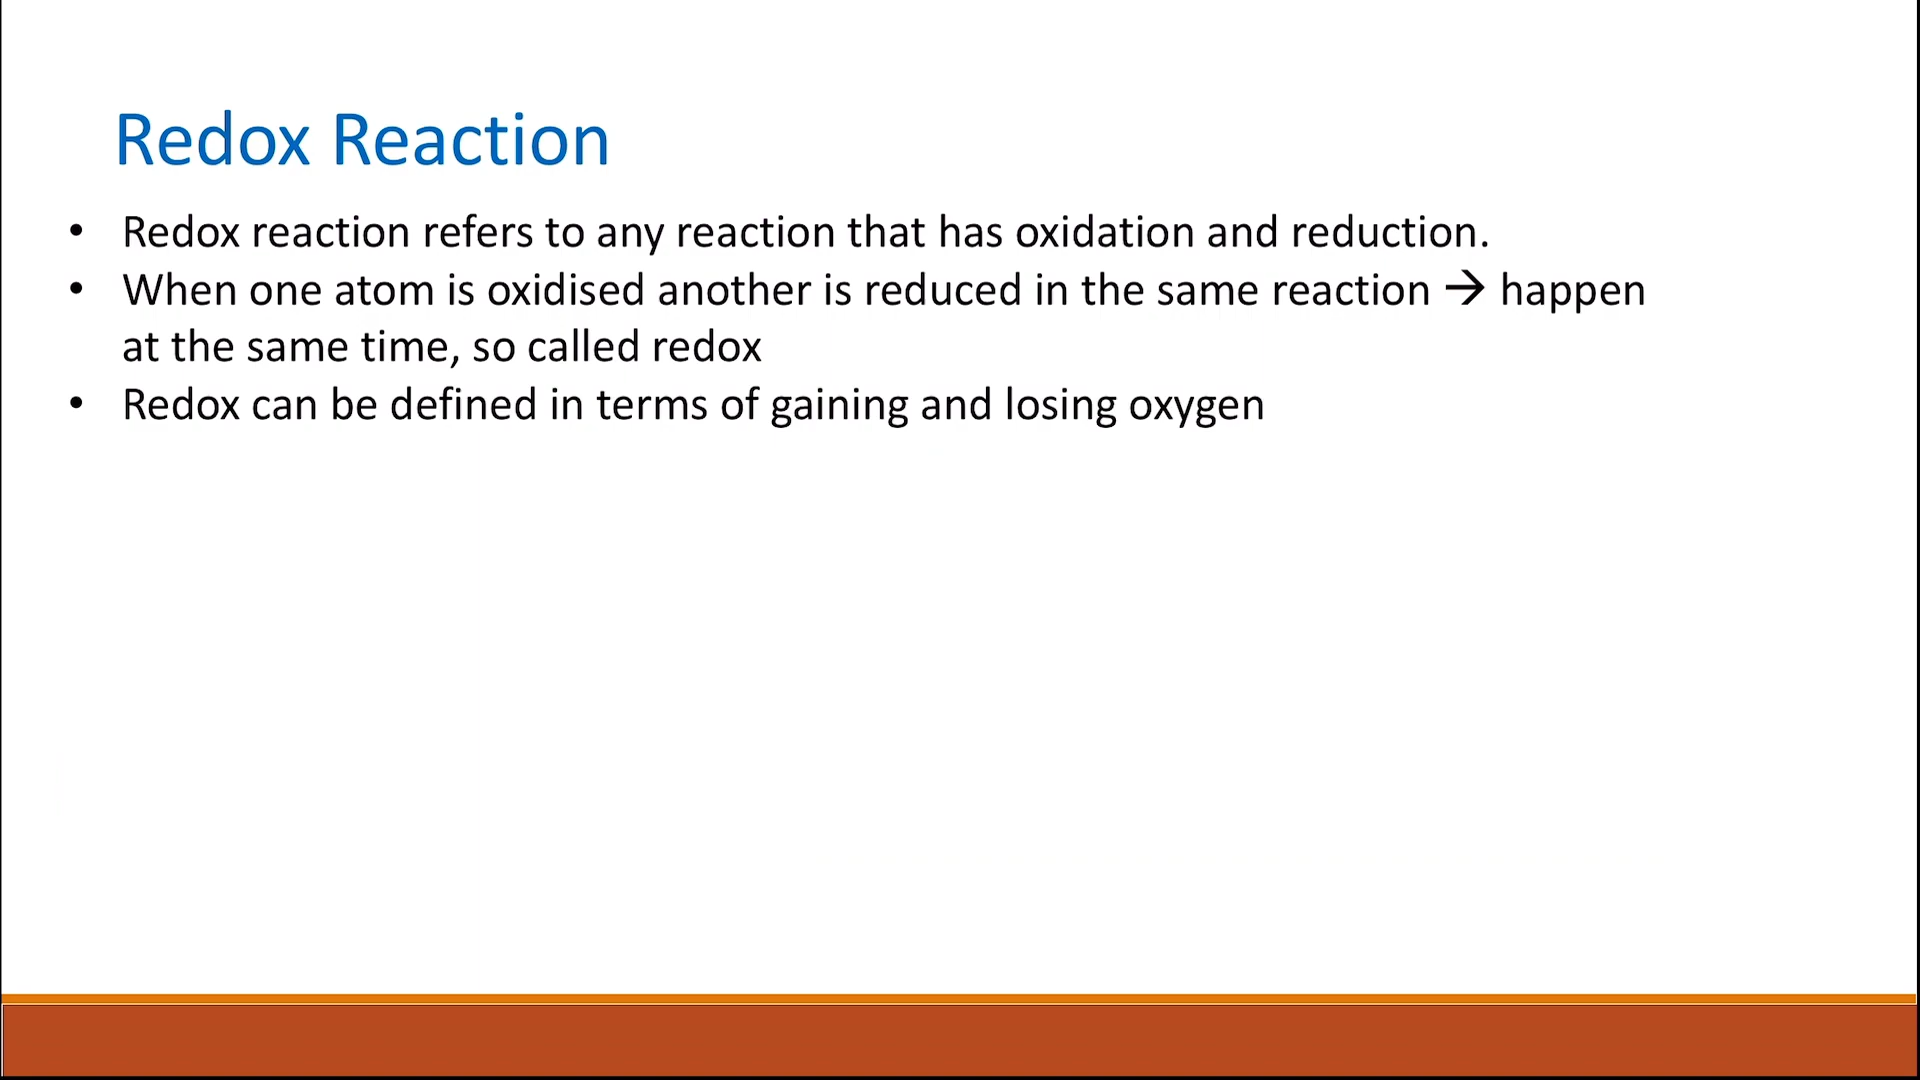 Redox Reaction
• Redox reaction refers to any reaction that has oxidation and reduction.
• When one atom is oxidised another is reduced in the same reaction → happen
at the same time, so called redox
• Redox can be defined in terms of gaining and losing oxygen